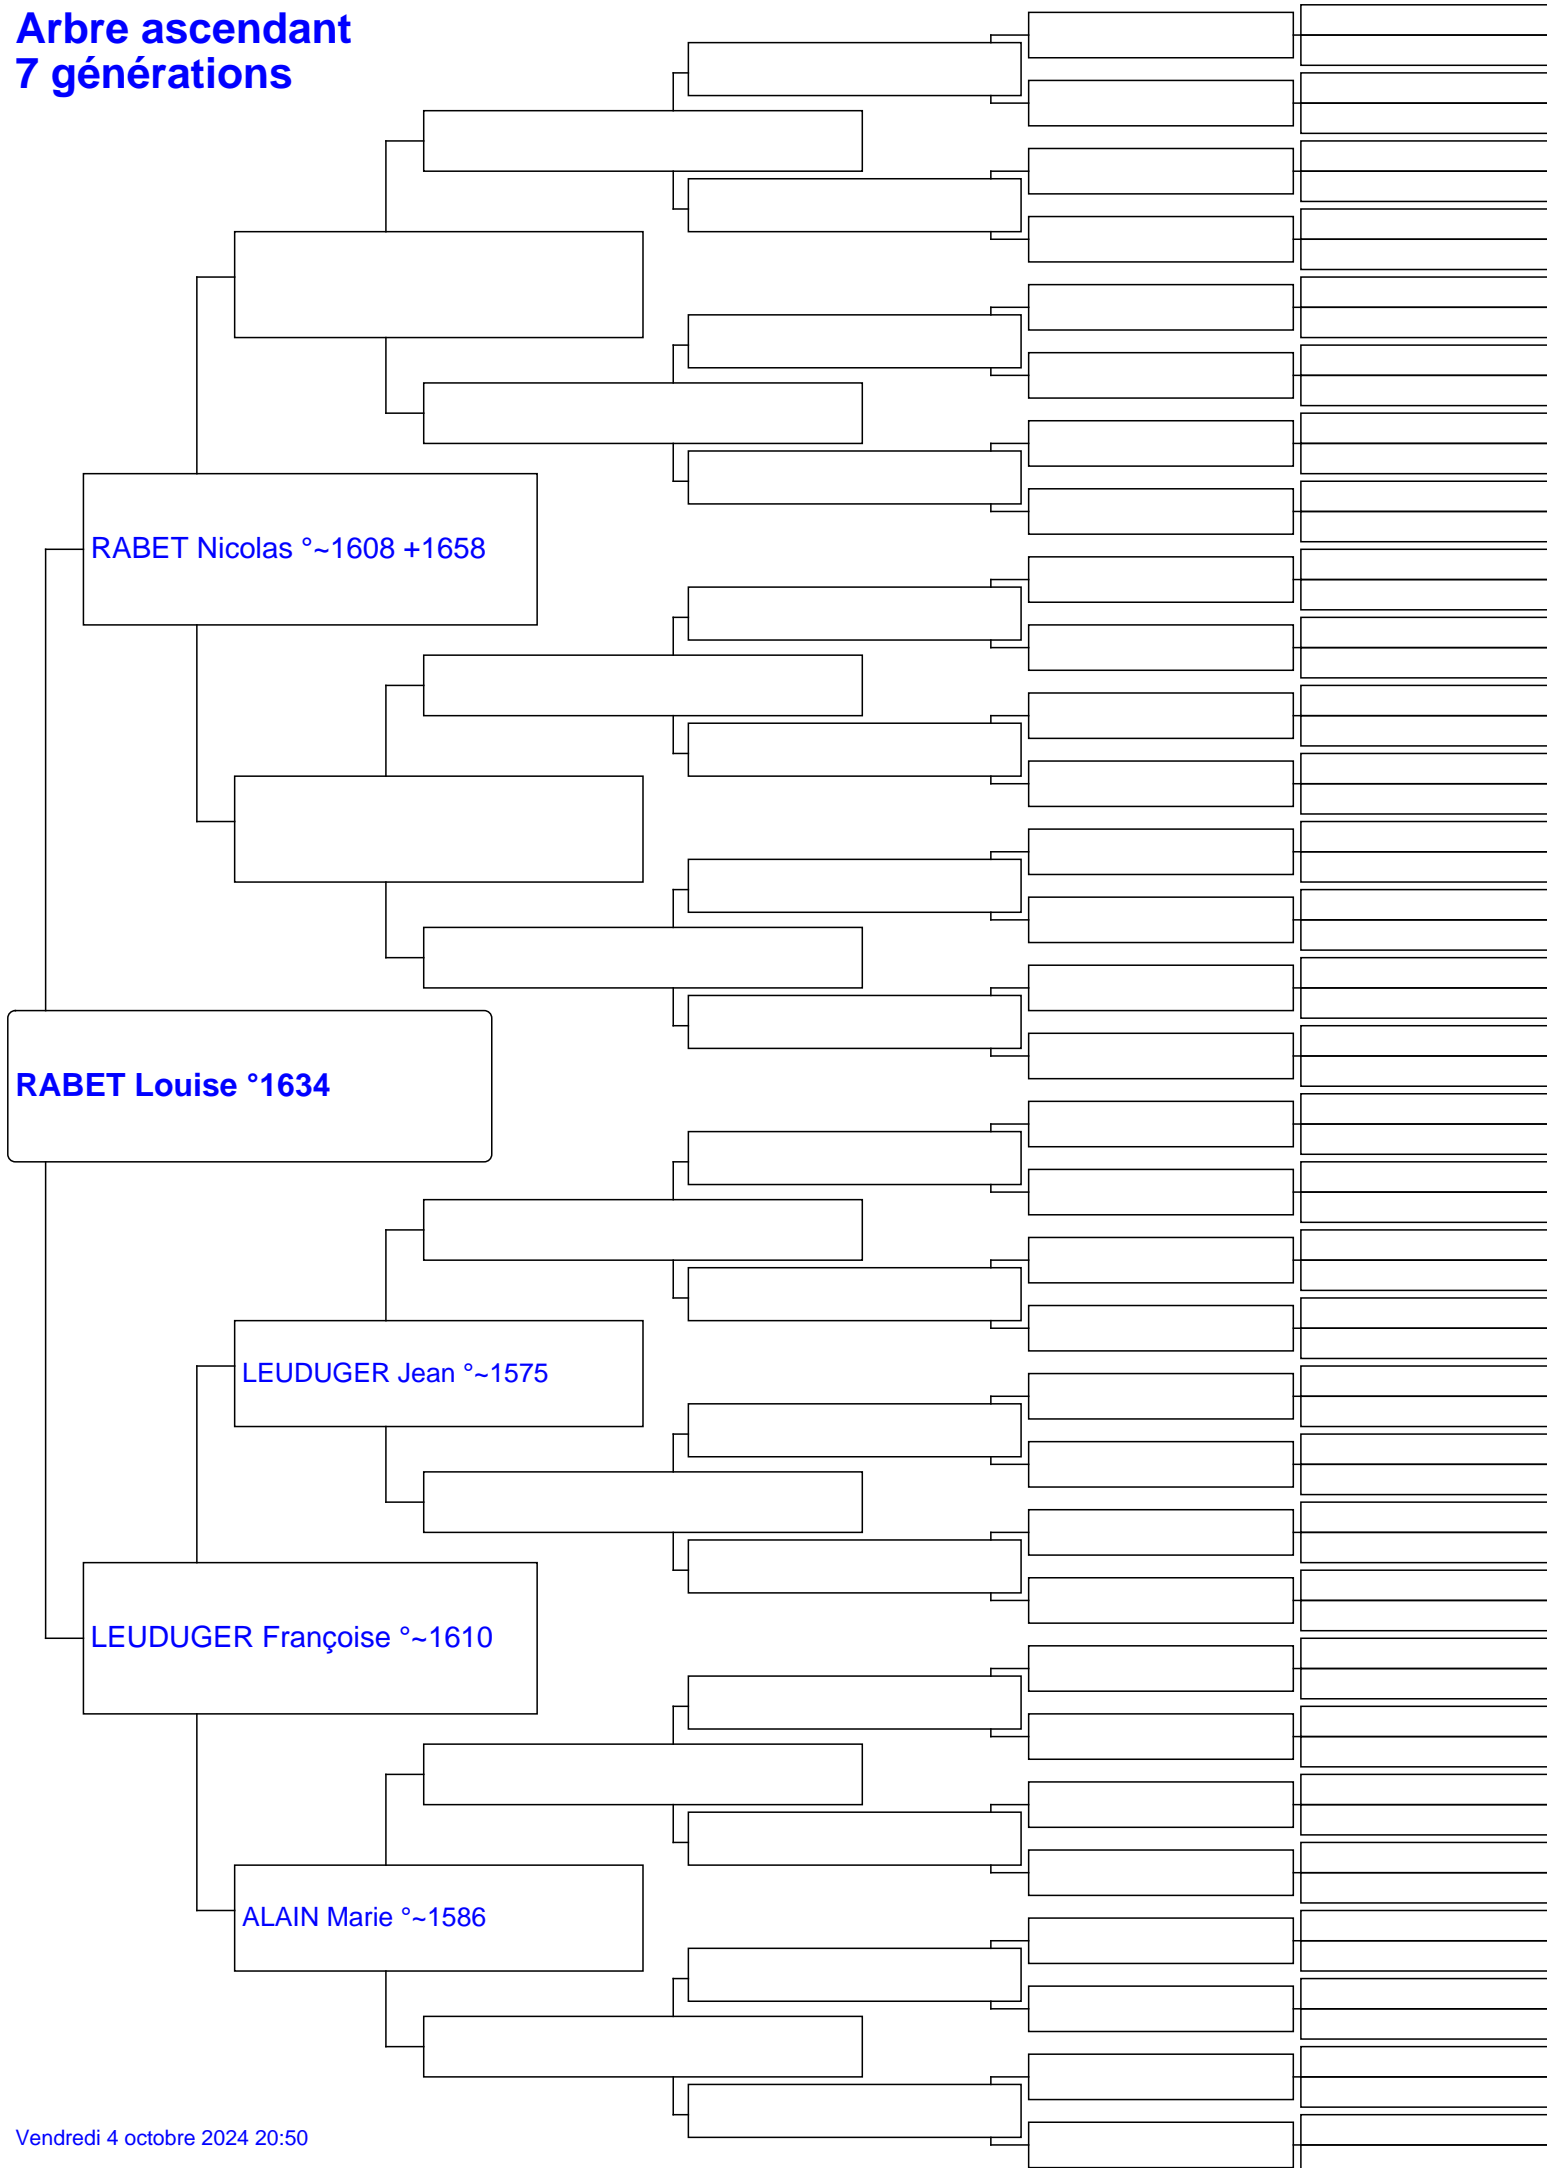 Arbre ascendant
7 générations
RABET Nicolas °~1608 +1658
RABET Louise °1634
LEUDUGER Jean °~1575
LEUDUGER Françoise °~1610
ALAIN Marie °~1586
Vendredi 4 octobre 2024 20:50